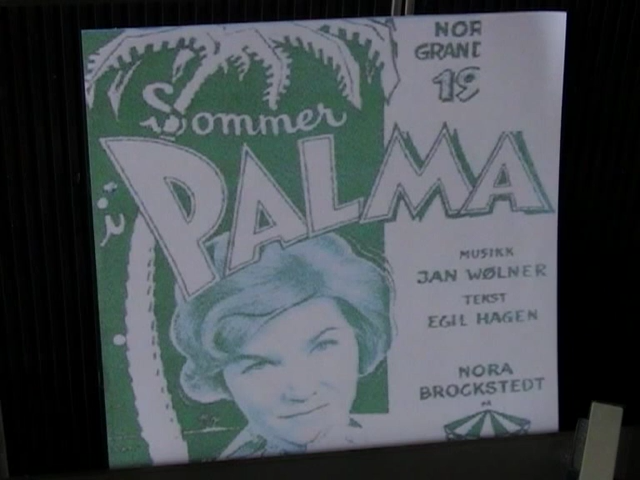 NOR
GRAND
19
Sommer
i
PALMA
MUSIKK
JAN WØLNER
TEKST
EGIL HAGEN
NORA
BROCKSTEDT